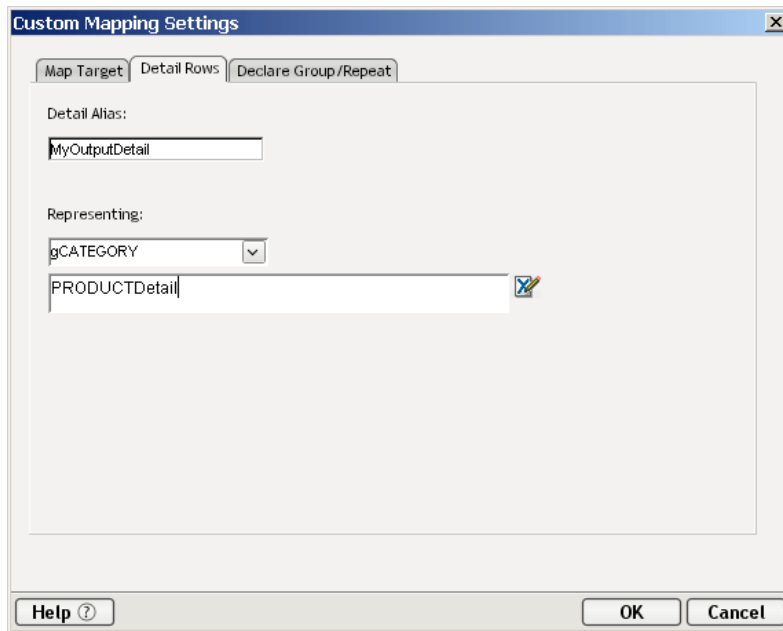 Custom Mapping Settings
Map Target Detail Rows Declare Group/Repeat
Detail Alias:
MyOutputDetail
Representing:
gCATEGORY
PRODUCTDetail
Help ?
OK Cancel